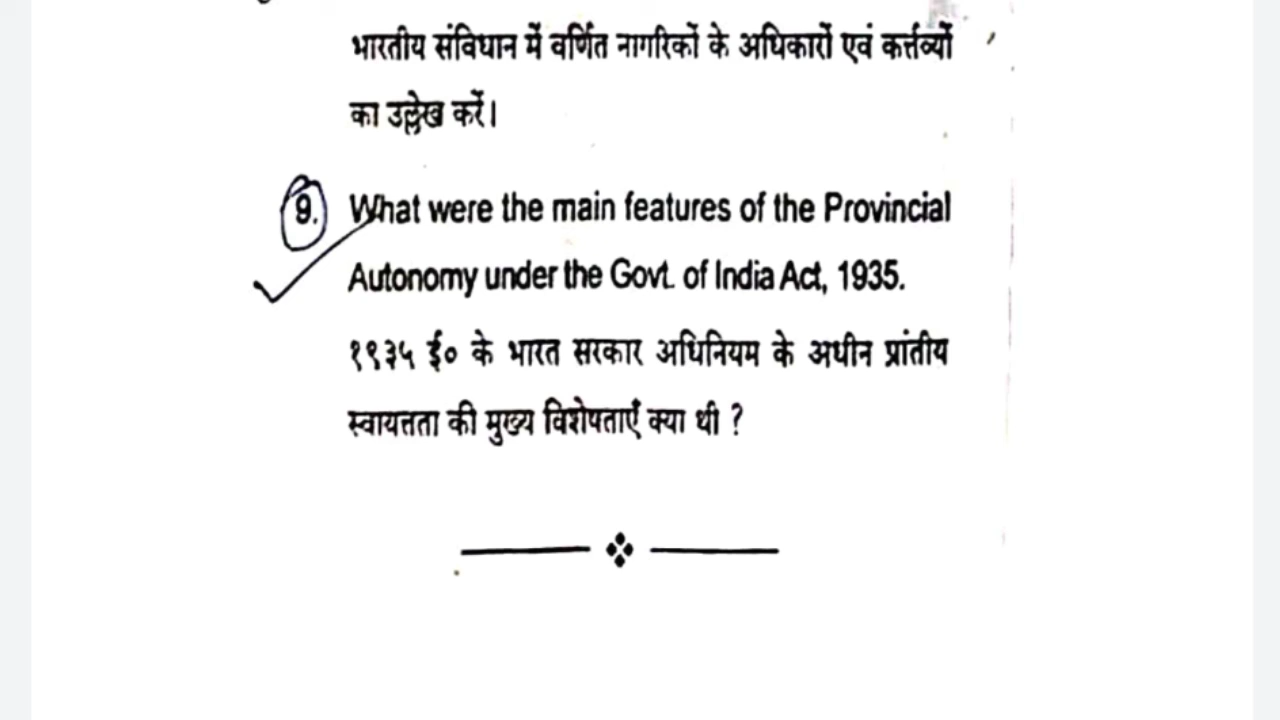 भारतीय संविधान में वर्णित नागरिकों के अधिकारों एवं कर्त्तव्यों
का उल्लेख करें।
9. What were the main features of the Provincial
Autonomy under the Govt. of India Act, 1935.
१९३५ ई० के भारत सरकार अधिनियम के अधीन प्रांतीय
स्वायत्तता की मुख्य विशेषताएँ क्या थी ?